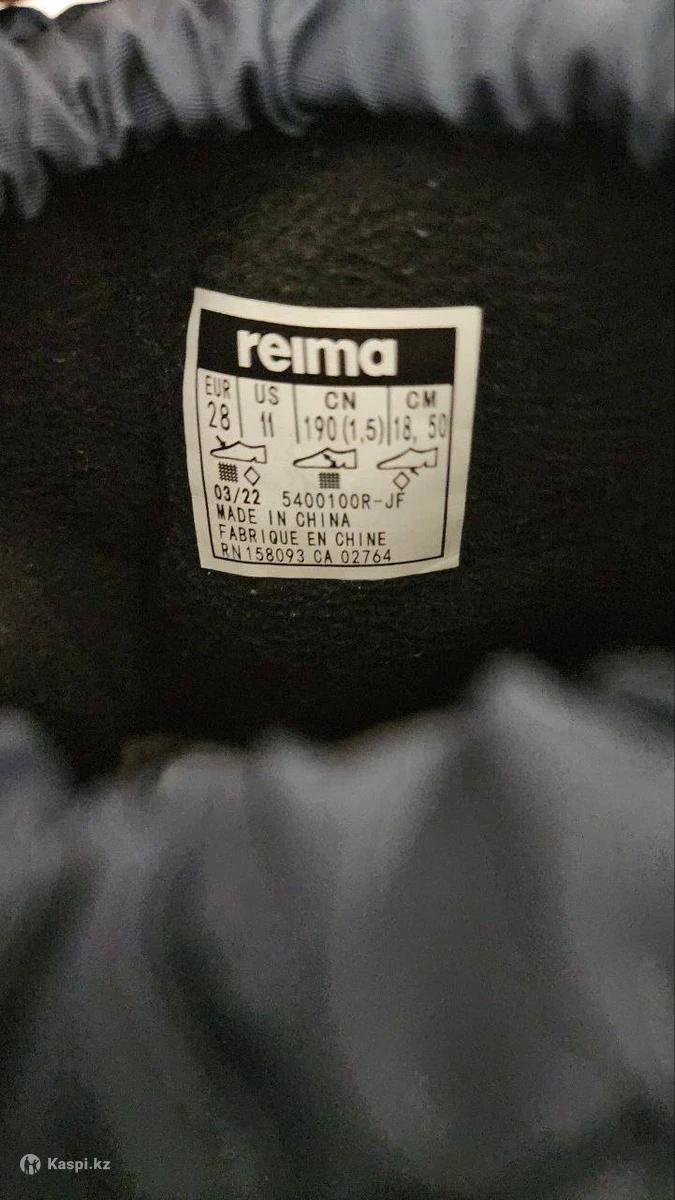 reima
EUR US CN CM
28 11 190(1,5) 18, 50
03/22 5400100R-JF
MADE IN CHINA
FABRIQUE EN CHINE
RN158093 CA 02764
Kaspi.kz